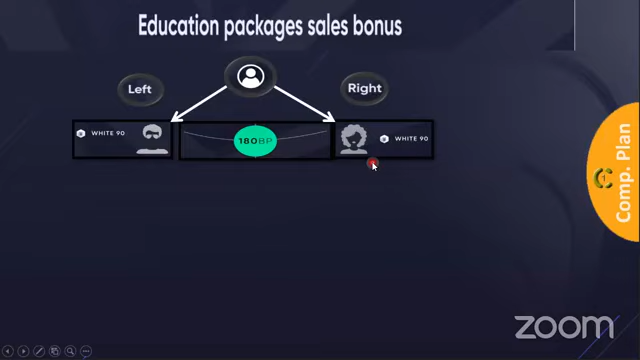 Education packages sales bonus
Left
Right
WHITE 90
180BP
WHITE 90
Comp. Plan
zoom